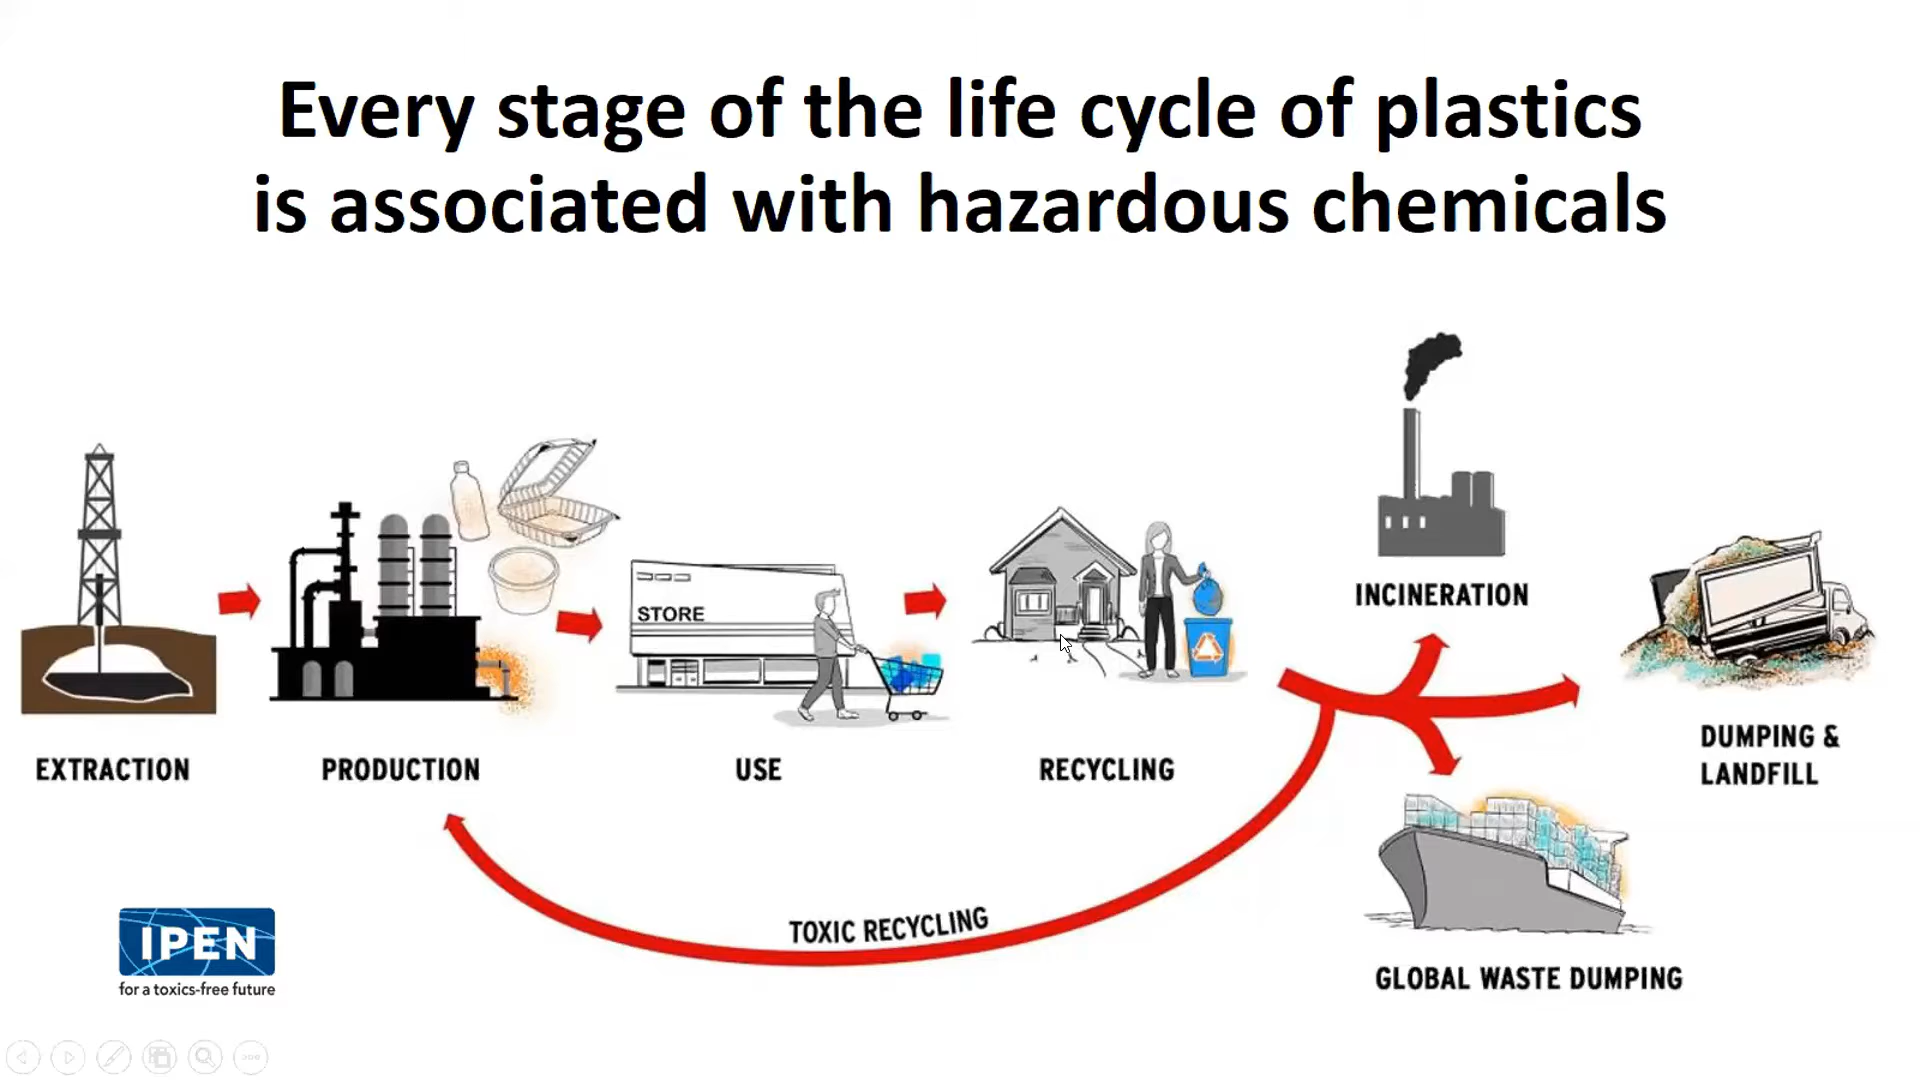 Every stage of the life cycle of plastics
is associated with hazardous chemicals
STORE
INCINERATION
EXTRACTION
PRODUCTION
USE
RECYCLING
DUMPING &
LANDFILL
TOXIC RECYCLING
GLOBAL WASTE DUMPING
IPEN
for a toxics-free future